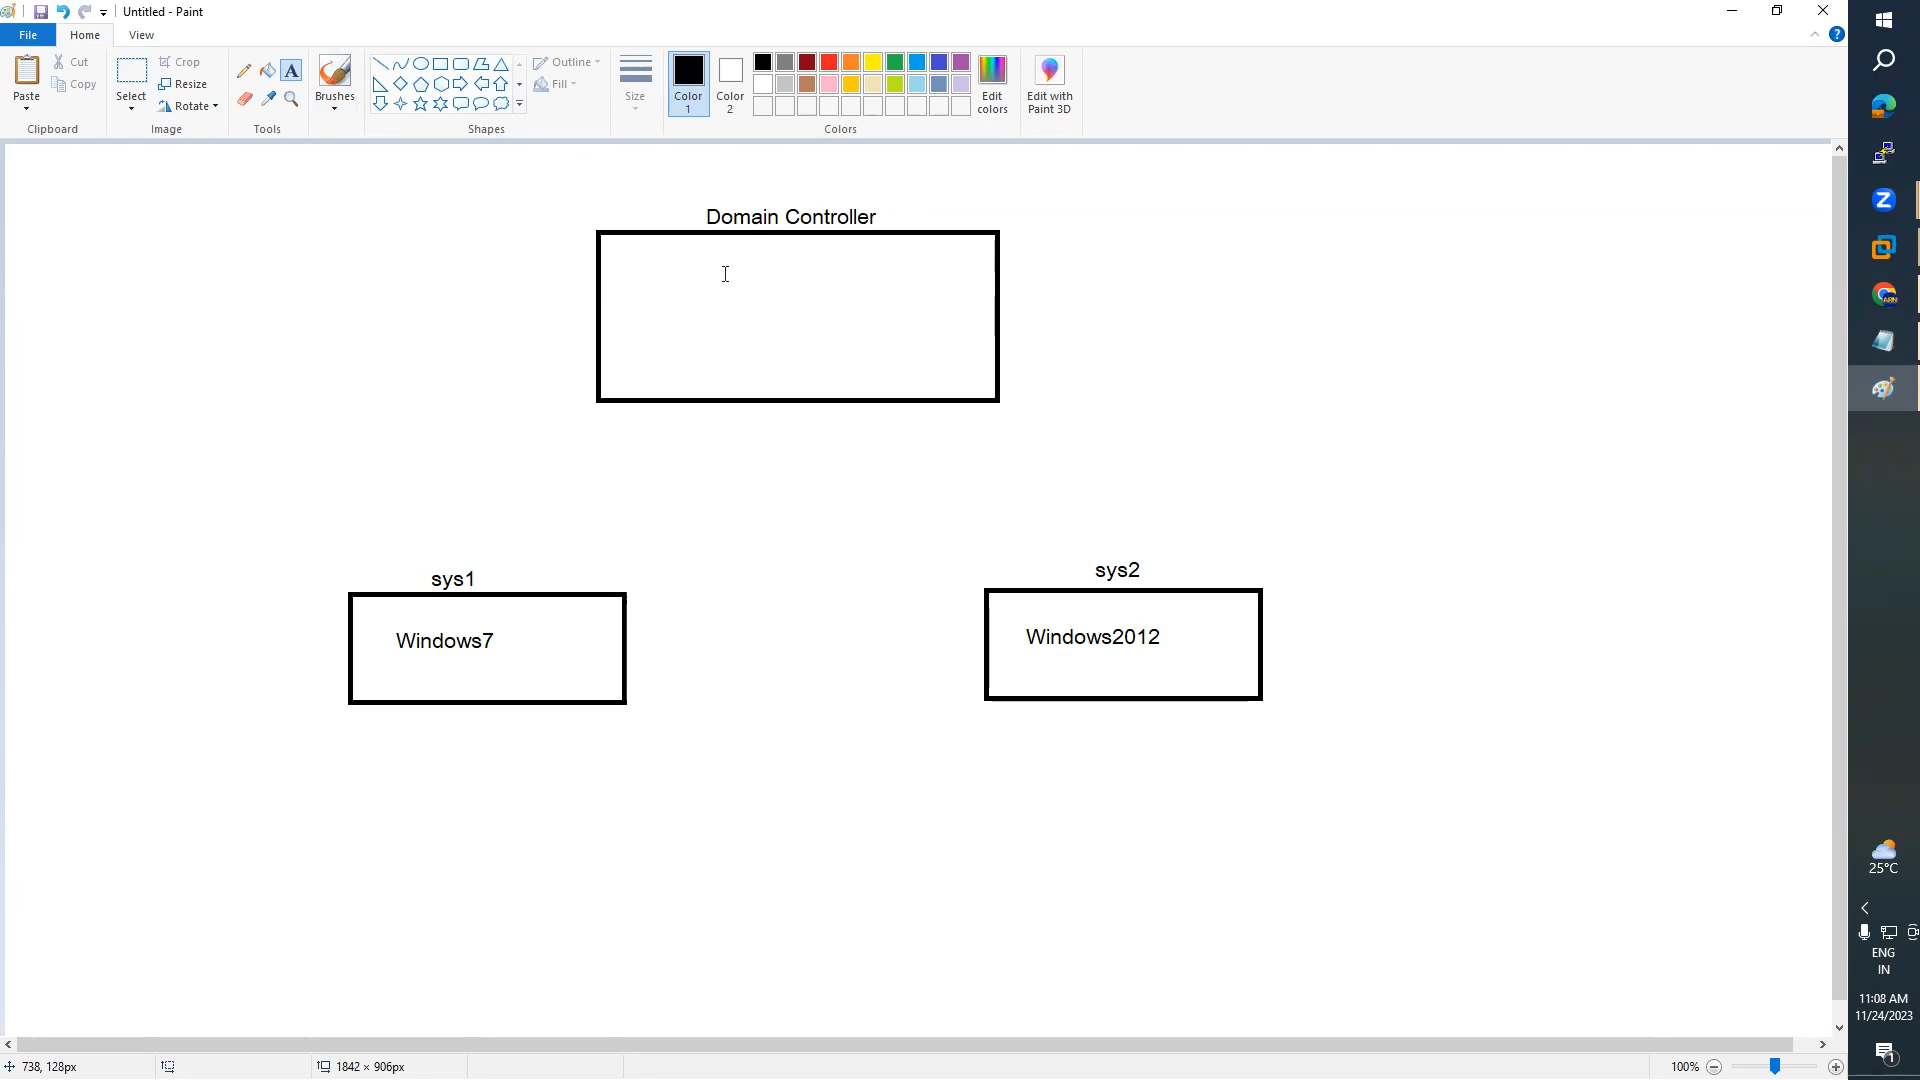 Untitled - Paint
File
Home
View
Paste
Cut
Copy
Clipboard
Select
Crop
Resize
Rotate
Image
A
Tools
Brushes
Shapes
Outline
Fill
Size
Color 1
Color 2
Colors
Edit colors
Edit with Paint 3D
?
Domain Controller
sys1
Windows7
sys2
Windows2012
25°C
ENG
IN
11:08 AM
11/24/2023
1
738, 128px
1842 × 906px
100%